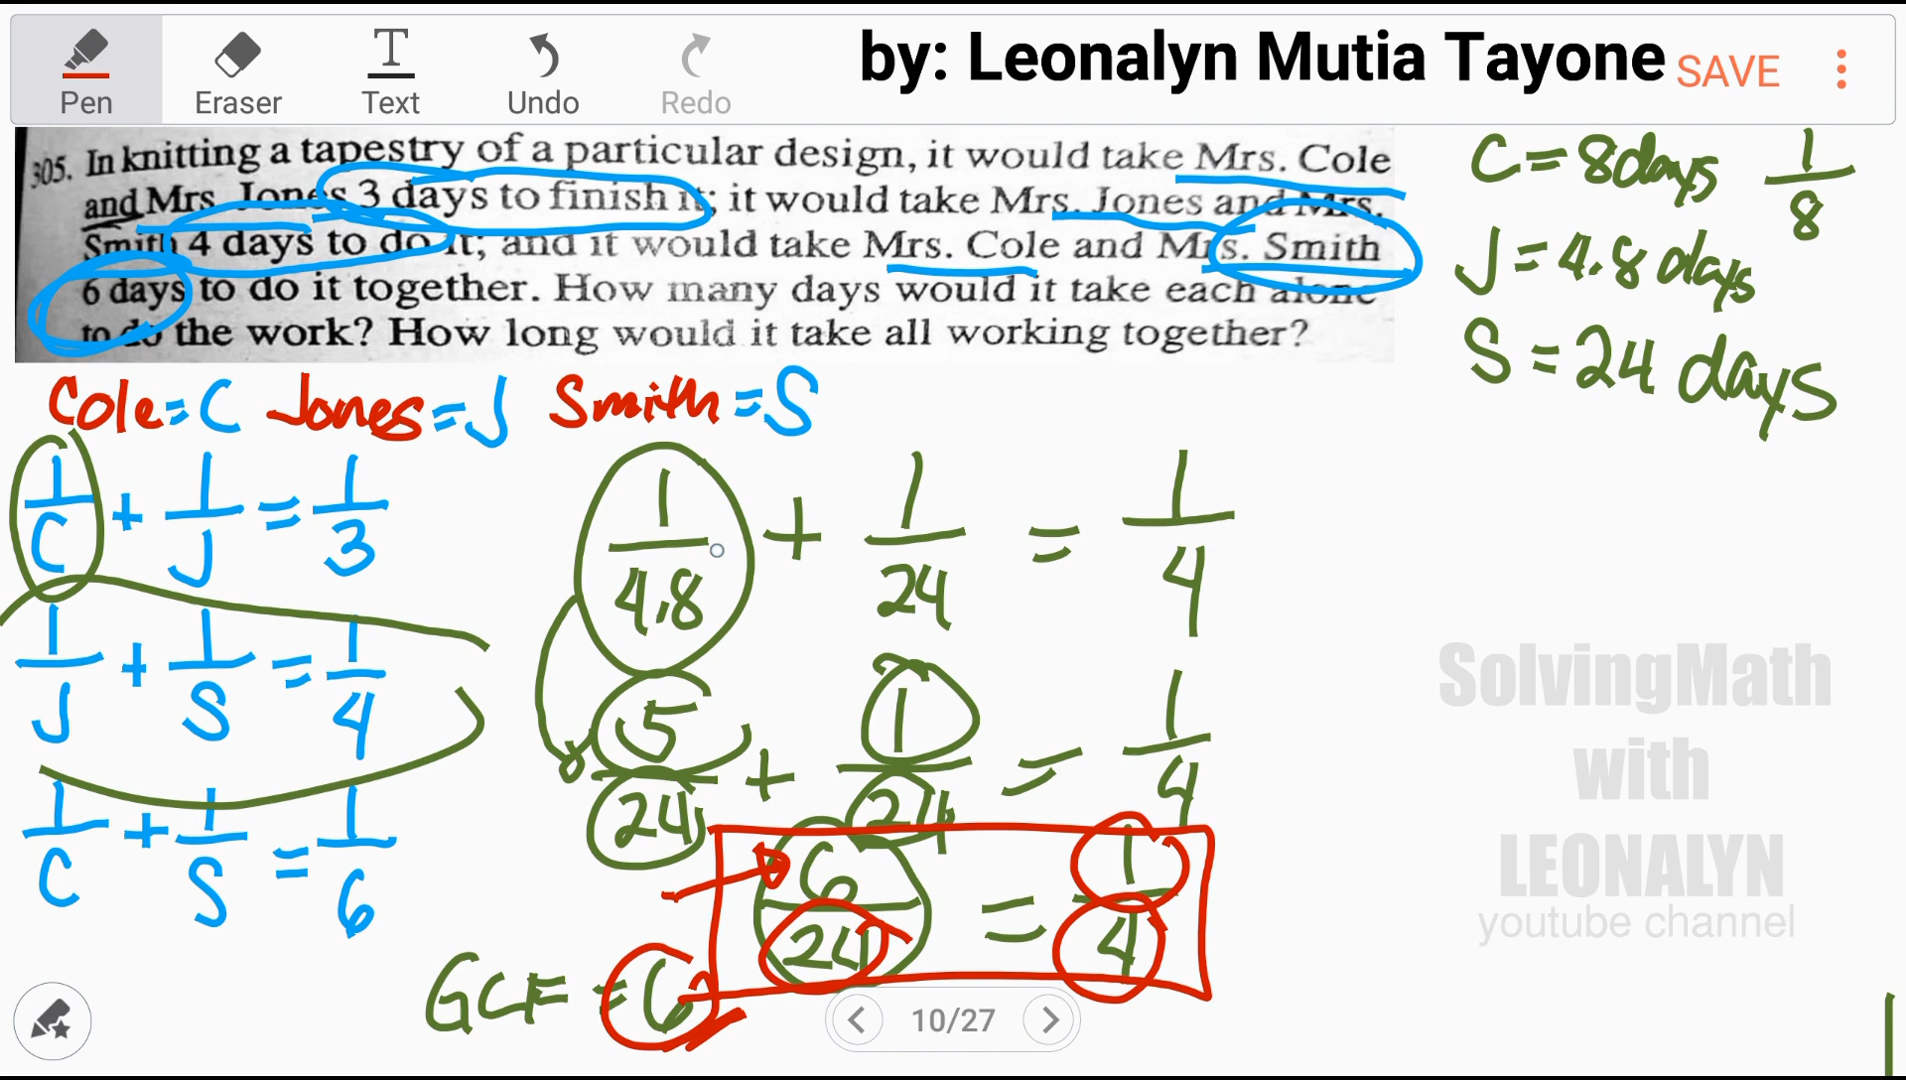 Pen
Eraser
Text
Undo
Redo
by: Leonalyn Mutia Tayone
SAVE
305. In knitting a tapestry of a particular design, it would take Mrs. Cole
and Mrs. Jones 3 days to finish it; it would take Mrs. Jones and Mrs.
Smith 4 days to do it; and it would take Mrs. Cole and Mrs. Smith
6 days to do it together. How many days would it take each alone
to do the work? How long would it take all working together?
C = 8 days 1/8
J = 4.8 days
S = 24 days
Cole = C Jones = J Smith = S
1/C + 1/J = 1/3
1/J + 1/S = 1/4
1/C + 1/S = 1/6
1/4.8 + 1/24 = 1/4
5/24 + 1/24 = 1/4
6/24 = 1/4
GCF = 6
10/27
SolvingMath
with
LEONALYN
youtube channel